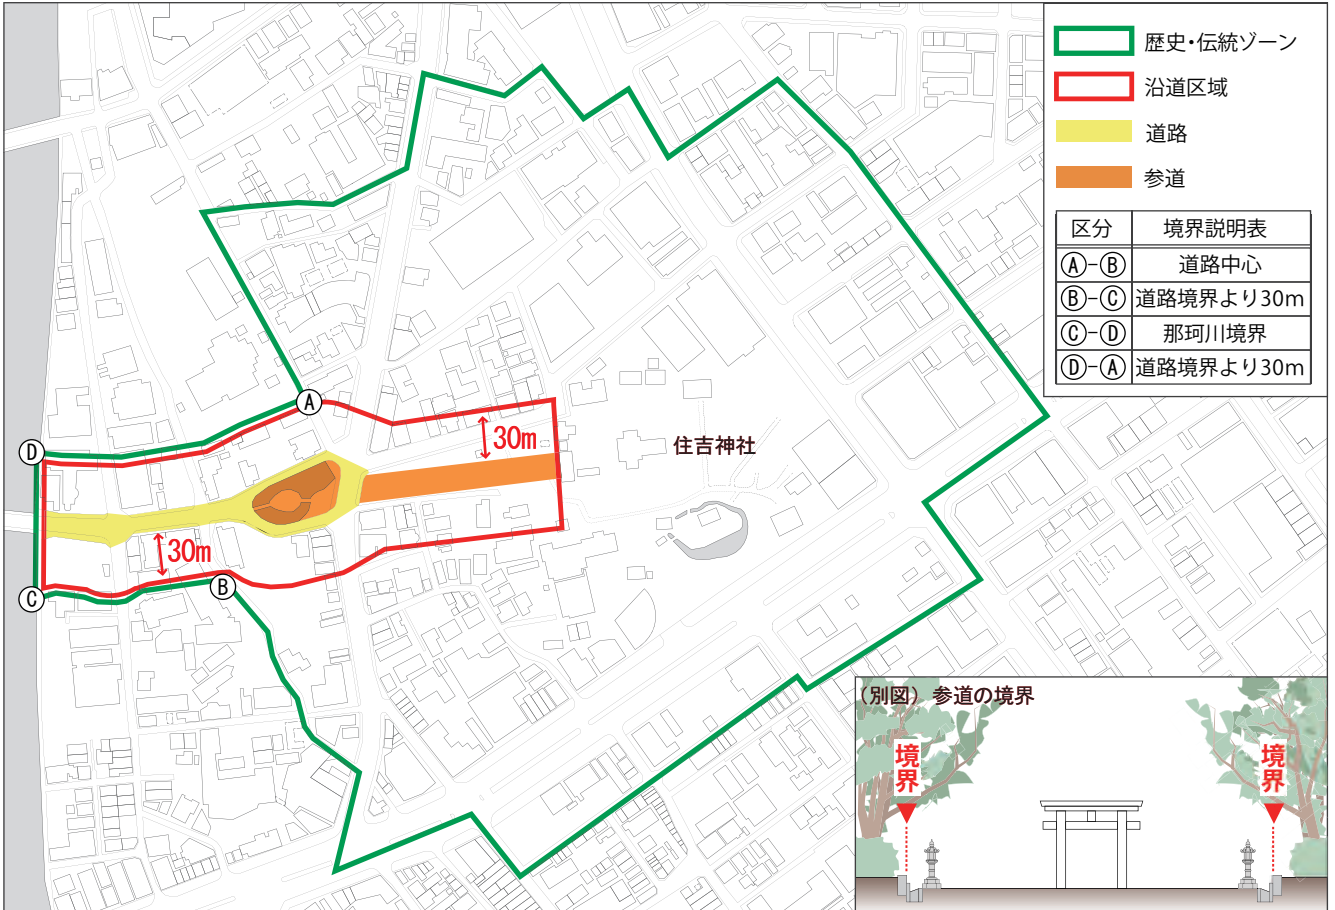 歴史・伝統ゾーン
沿道区域
道路
参道
区分 境界説明表
Ⓐ-Ⓑ 道路中心
Ⓑ-Ⓒ 道路境界より30m
Ⓒ-Ⓓ 那珂川境界
Ⓓ-Ⓐ 道路境界より30m
Ⓐ
30m
住吉神社
Ⓓ
30m
Ⓑ
Ⓒ
（別図）参道の境界
境界
境界